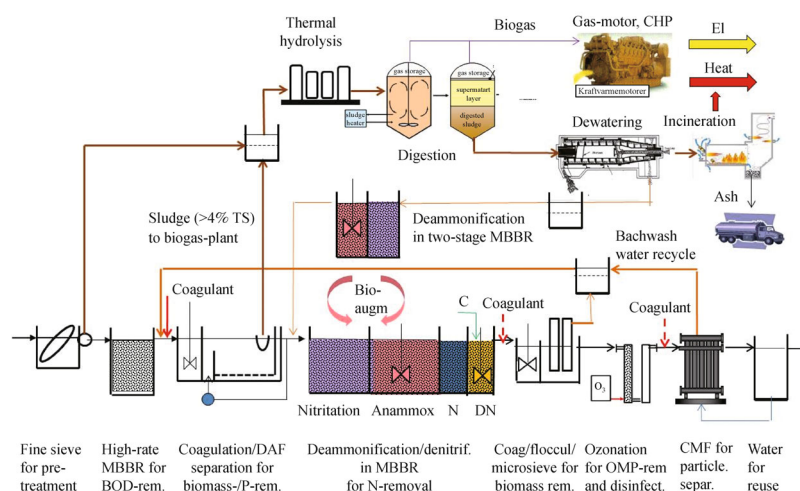 Thermal
hydrolysis
Biogas
Gas-motor, CHP
El
Heat
gas storage
gas storage
supernatart
layer
digested
sludge
sludge
heater
Kraftvarmemotorer
Digestion
Dewatering
Incineration
Ash
Sludge (>4% TS)
to biogas-plant
Deammonification
in two-stage MBBR
Bachwash
water recycle
Coagulant
Bio-
augm
C
Coagulant
Coagulant
O3
Nitritation
Anammox
N
DN
Fine sieve
for pre-
treatment
High-rate
MBBR for
BOD-rem.
Coagulation/DAF
separation for
biomass-/P-rem.
Deammonification/denitrif.
in MBBR
for N-removal
Coag/floccul/
microsieve for
biomass rem.
Ozonation
for OMP-rem
and disinfect.
CMF for
particle.
separ.
Water
for
reuse